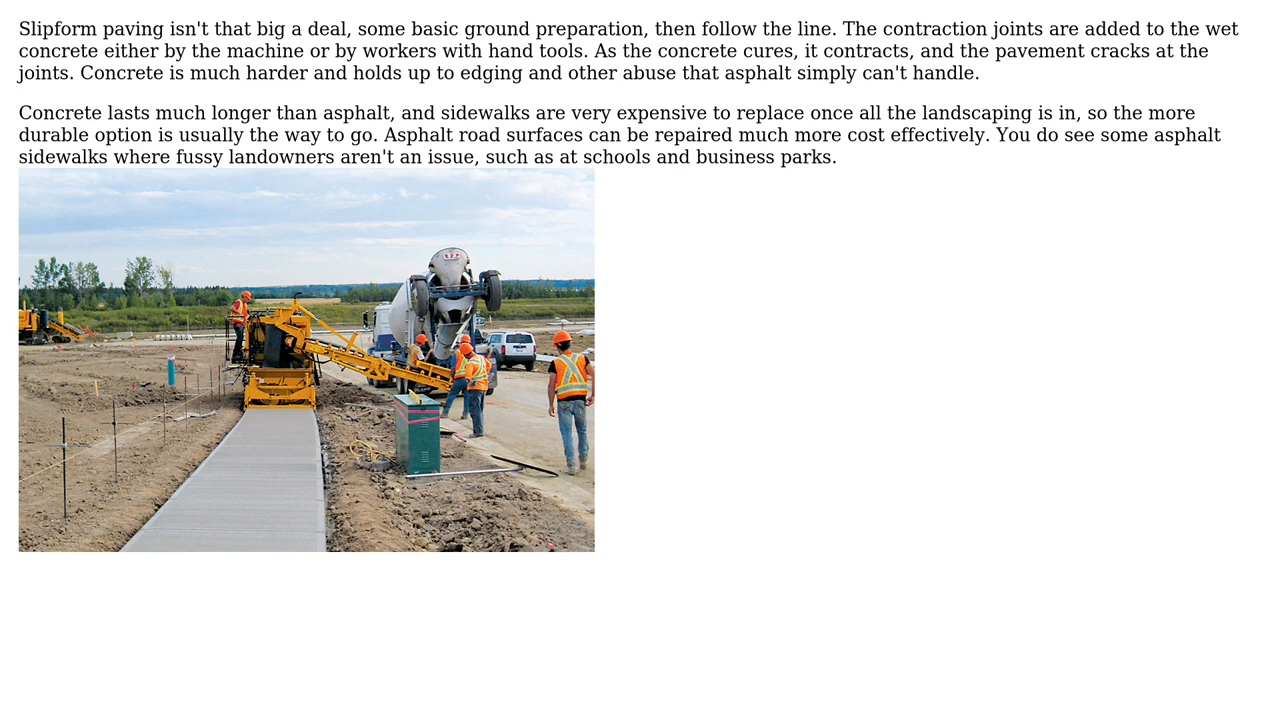 Slipform paving isn't that big a deal, some basic ground preparation, then follow the line. The contraction joints are added to the wet
concrete either by the machine or by workers with hand tools. As the concrete cures, it contracts, and the pavement cracks at the
joints. Concrete is much harder and holds up to edging and other abuse that asphalt simply can't handle.
Concrete lasts much longer than asphalt, and sidewalks are very expensive to replace once all the landscaping is in, so the more
durable option is usually the way to go. Asphalt road surfaces can be repaired much more cost effectively. You do see some asphalt
sidewalks where fussy landowners aren't an issue, such as at schools and business parks.